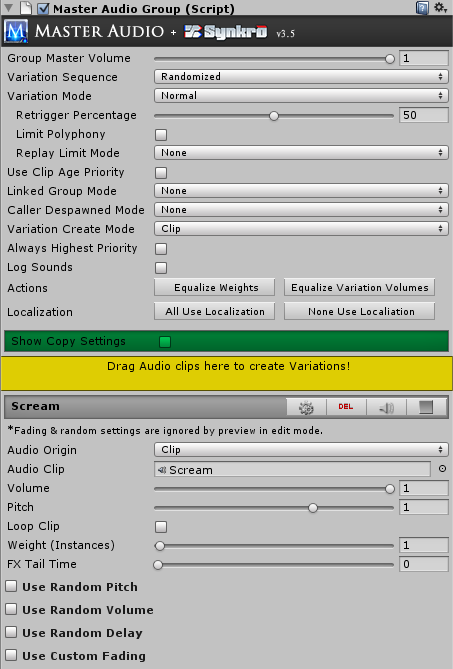 Master Audio Group (Script)
MASTER AUDIO + Synkro v3.5
Group Master Volume 1
Variation Sequence Randomized
Variation Mode Normal
Retrigger Percentage 50
Limit Polyphony
Replay Limit Mode None
Use Clip Age Priority
Linked Group Mode None
Caller Despawned Mode None
Variation Create Mode Clip
Always Highest Priority
Log Sounds
Actions Equalize Weights Equalize Variation Volumes
Localization All Use Localization None Use Localiation
Show Copy Settings
Drag Audio clips here to create Variations!
Scream DEL
*Fading & random settings are ignored by preview in edit mode.
Audio Origin Clip
Audio Clip Scream
Volume 1
Pitch 1
Loop Clip
Weight (Instances) 1
FX Tail Time 0
Use Random Pitch
Use Random Volume
Use Random Delay
Use Custom Fading